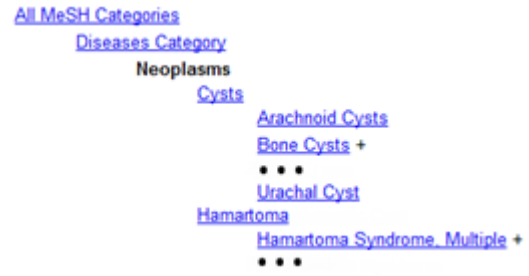 All MeSH Categories
Diseases Category
Neoplasms
Cysts
Arachnoid Cysts
Bone Cysts +
• • •
Urachal Cyst
Hamartoma
Hamartoma Syndrome, Multiple +
• • •